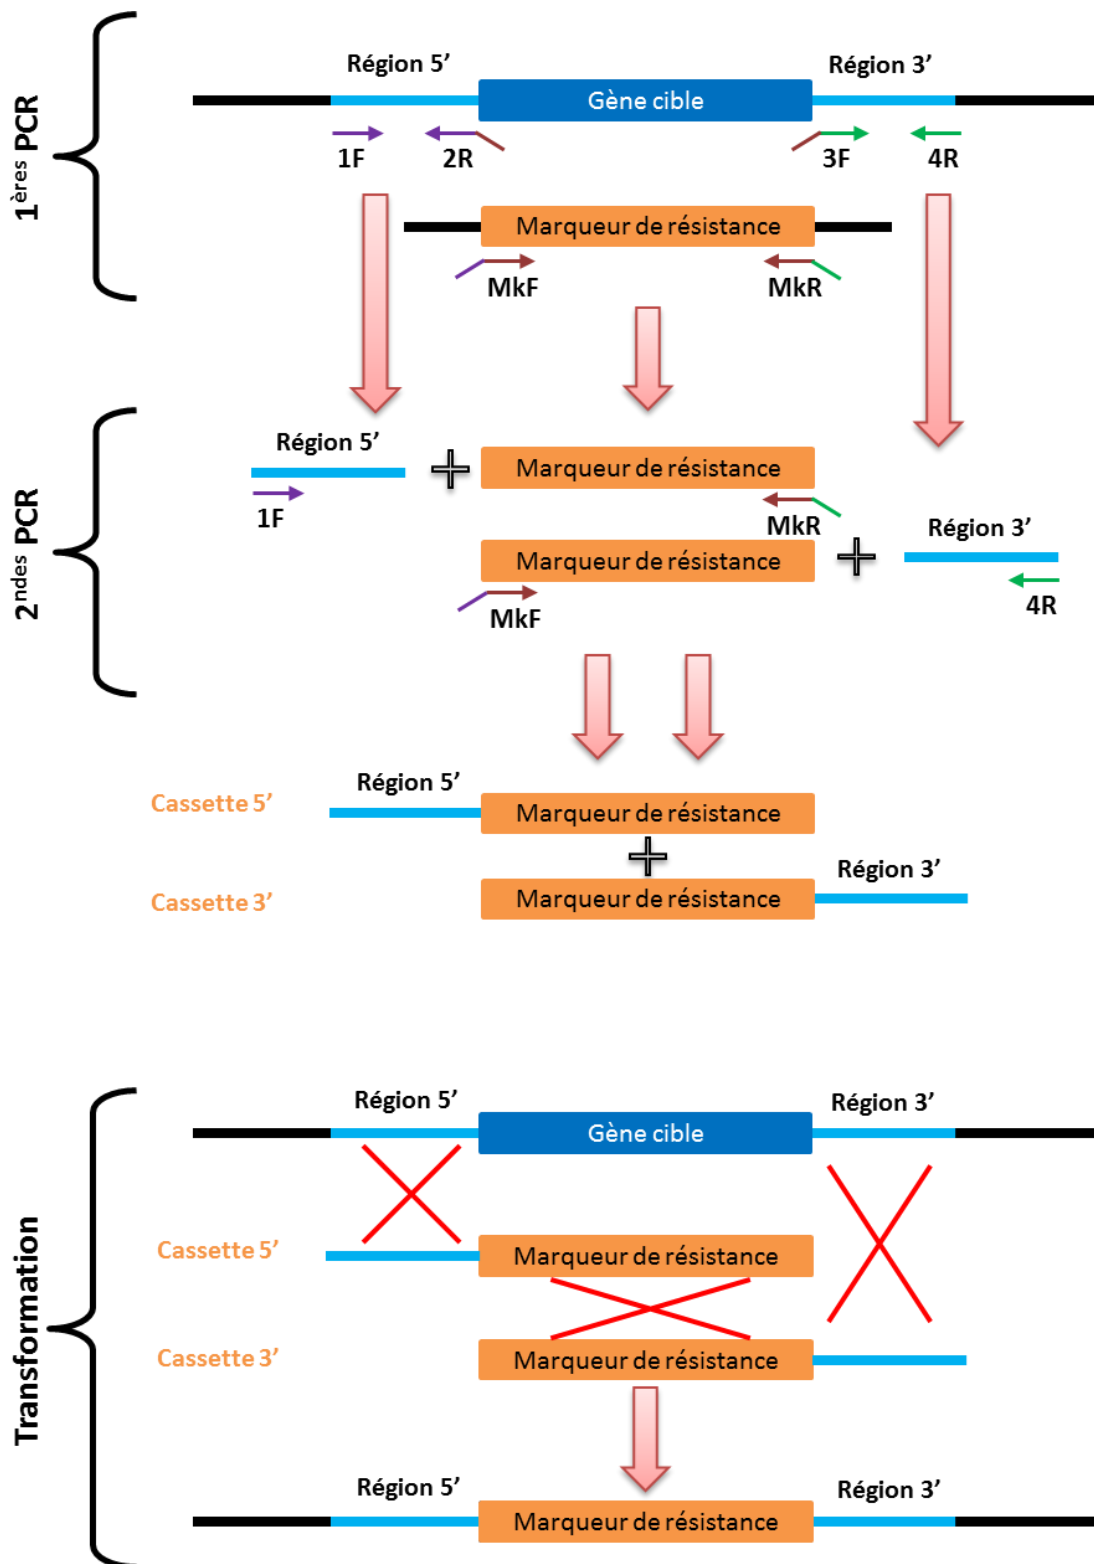 1ères PCR
Région 5’
Région 3’
Gène cible
1F
2R
3F
4R
Marqueur de résistance
MkF
MkR
2ndes PCR
Région 5’
Marqueur de résistance
1F
MkR
Région 3’
Marqueur de résistance
MkF
4R
Région 5’
Cassette 5’
Marqueur de résistance
Région 3’
Cassette 3’
Marqueur de résistance
Transformation
Région 5’
Région 3’
Gène cible
Cassette 5’
Marqueur de résistance
Cassette 3’
Marqueur de résistance
Région 5’
Région 3’
Marqueur de résistance